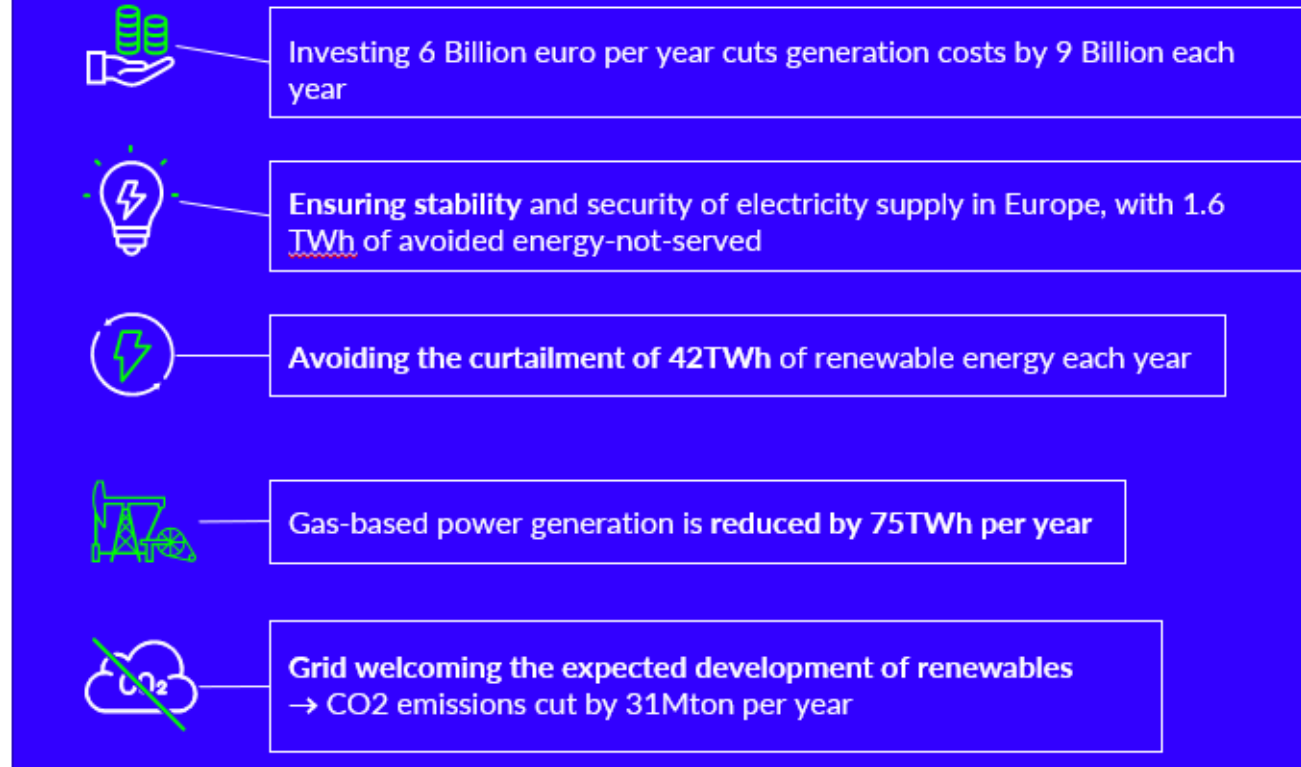 Investing 6 Billion euro per year cuts generation costs by 9 Billion each
year
Ensuring stability and security of electricity supply in Europe, with 1.6
TWh of avoided energy-not-served
Avoiding the curtailment of 42TWh of renewable energy each year
Gas-based power generation is reduced by 75TWh per year
CO2
Grid welcoming the expected development of renewables
→ CO2 emissions cut by 31Mton per year